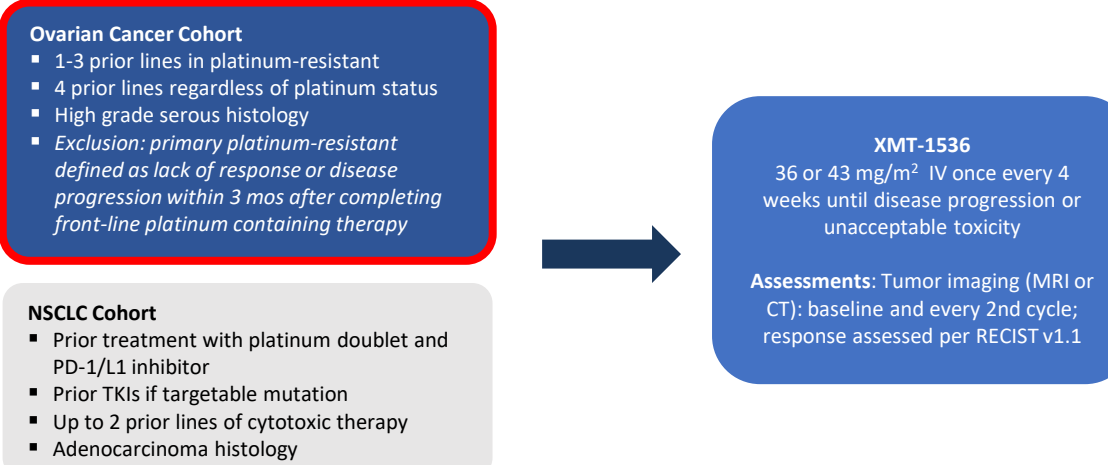 Ovarian Cancer Cohort
▪ 1-3 prior lines in platinum-resistant
▪ 4 prior lines regardless of platinum status
▪ High grade serous histology
▪ Exclusion: primary platinum-resistant
defined as lack of response or disease
progression within 3 mos after completing
front-line platinum containing therapy
NSCLC Cohort
▪ Prior treatment with platinum doublet and
PD-1/L1 inhibitor
▪ Prior TKIs if targetable mutation
▪ Up to 2 prior lines of cytotoxic therapy
▪ Adenocarcinoma histology
XMT-1536
36 or 43 mg/m² IV once every 4
weeks until disease progression or
unacceptable toxicity
Assessments: Tumor imaging (MRI or
CT): baseline and every 2nd cycle;
response assessed per RECIST v1.1